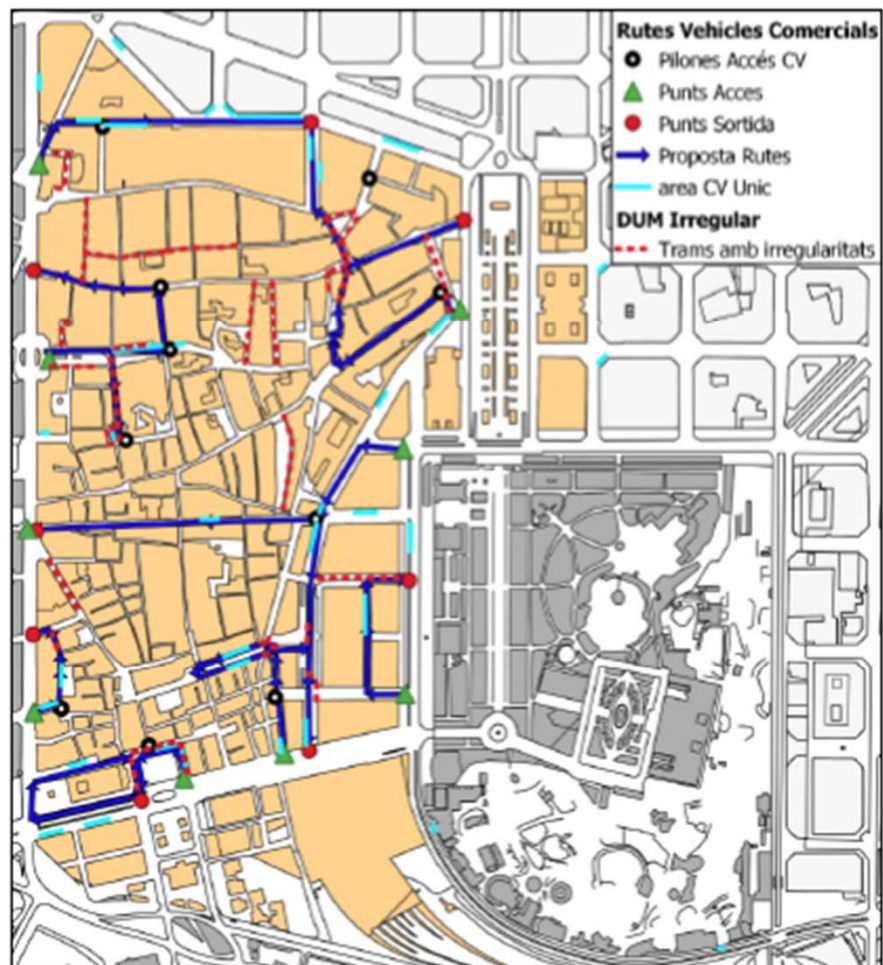 Rutes Vehicles Comercials
Pilones Accés CV
Punts Acces
Punts Sortida
Proposta Rutes
area CV Unic
DUM Irregular
Trams amb irregularitats